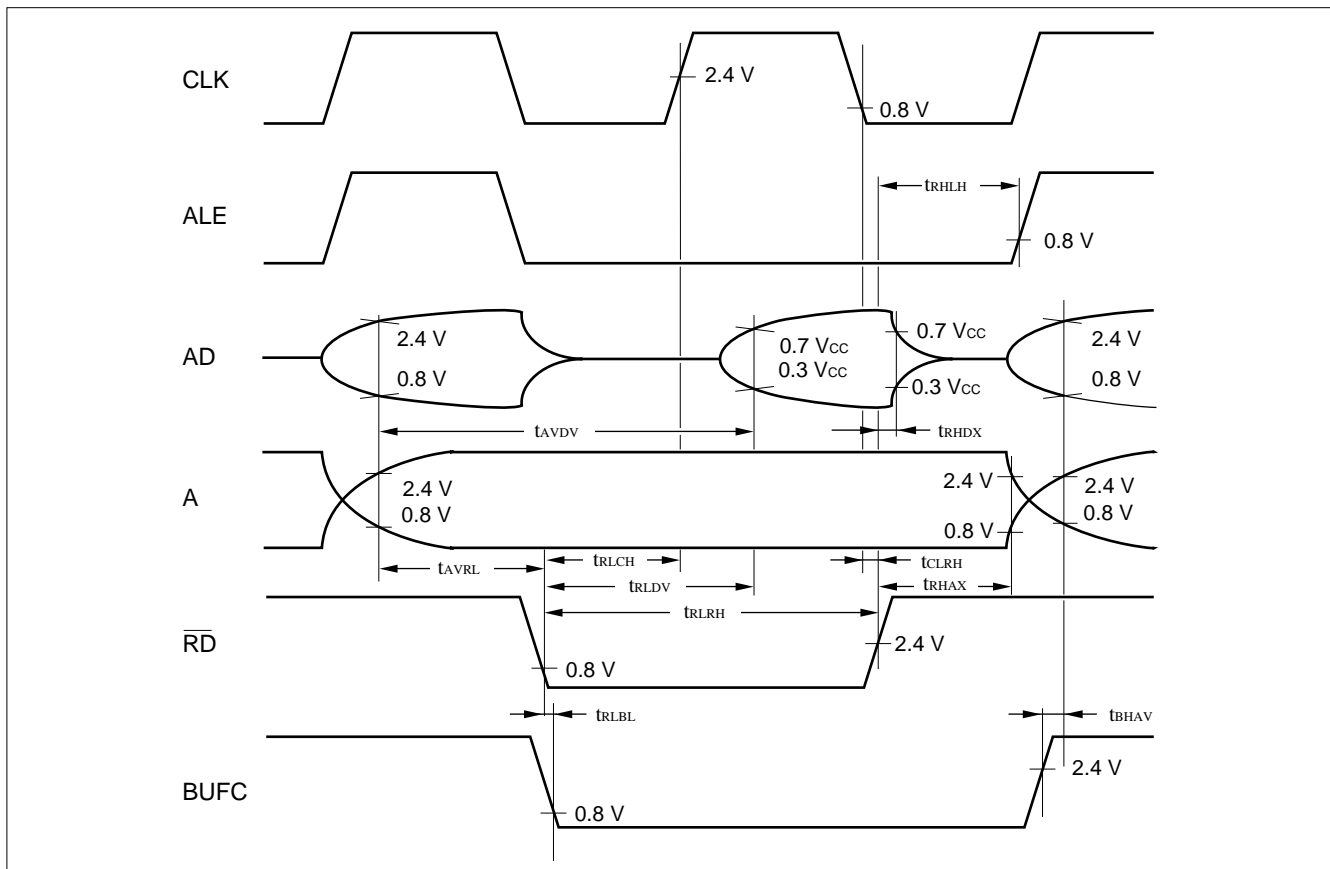 CLK
2.4 V
0.8 V
tRHLH
ALE
0.8 V
AD
2.4 V
0.8 V
0.7 VCC
0.3 VCC
0.7 VCC
0.3 VCC
2.4 V
0.8 V
tAVDV
tRHDX
A
2.4 V
0.8 V
2.4 V
0.8 V
2.4 V
0.8 V
tAVRL
tRLCH
tCLRH
tRLDV
tRHAX
tRLRH
RD
0.8 V
2.4 V
tRLBL
tBHAV
BUFC
0.8 V
2.4 V